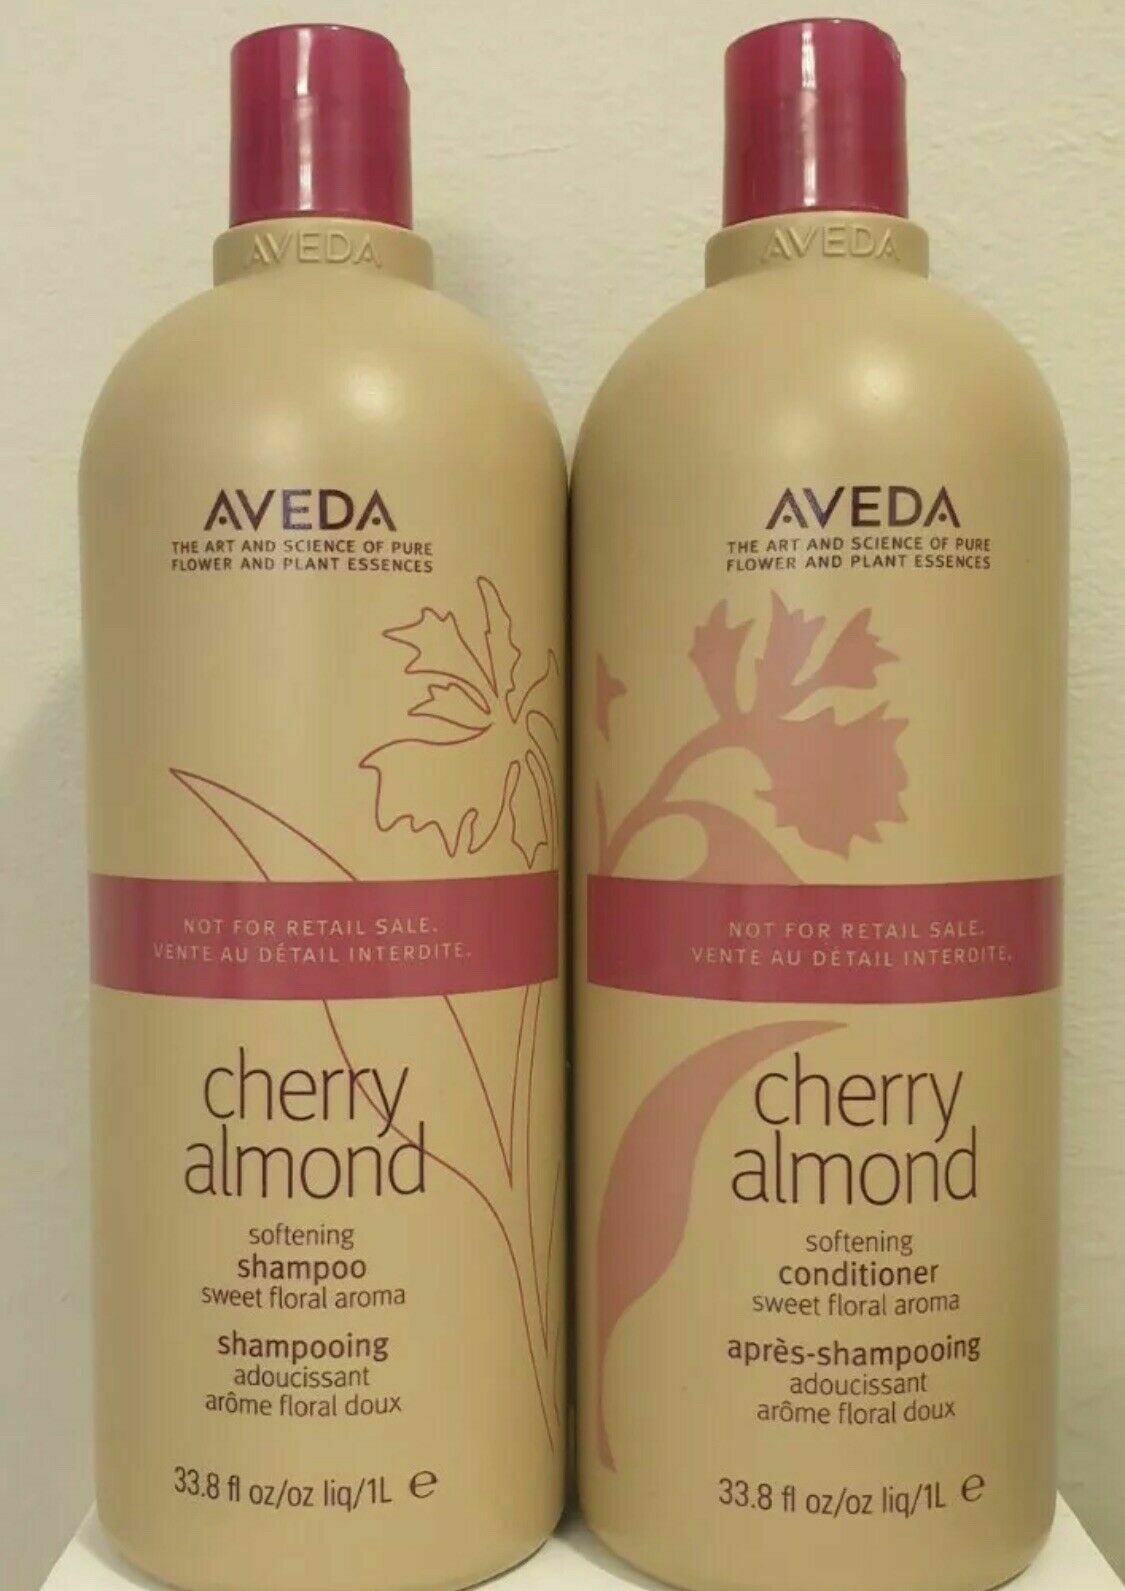 AVEDA
AVEDA
THE ART AND SCIENCE OF PURE
FLOWER AND PLANT ESSENCES
NOT FOR RETAIL SALE.
VENTE AU DÉTAIL INTERDITE.
cherry
almond
softening
shampoo
sweet floral aroma
shampooing
adoucissant
arôme floral doux
33.8 fl oz/oz liq/1L ℮
AVEDA
AVEDA
THE ART AND SCIENCE OF PURE
FLOWER AND PLANT ESSENCES
NOT FOR RETAIL SALE.
VENTE AU DÉTAIL INTERDITE.
cherry
almond
softening
conditioner
sweet floral aroma
après-shampooing
adoucissant
arôme floral doux
33.8 fl oz/oz liq/1L ℮